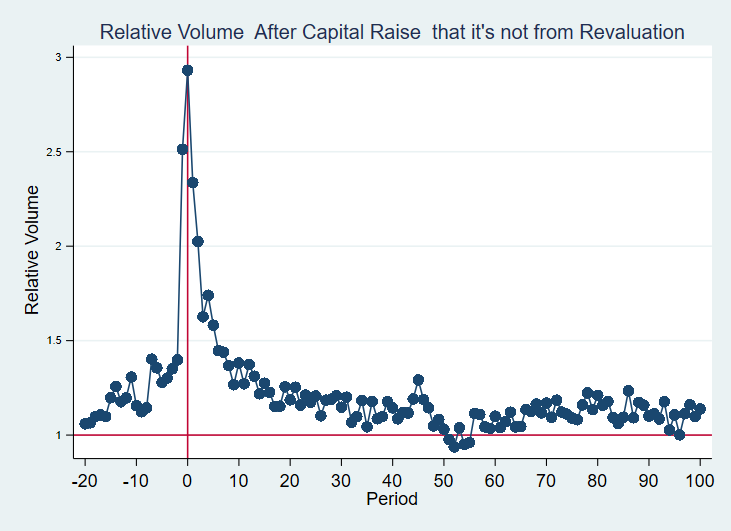 Relative Volume  After Capital Raise  that it's not from Revaluation
3
2.5
2
1.5
1
Relative Volume
-20 -10 0 10 20 30 40 50 60 70 80 90 100
Period